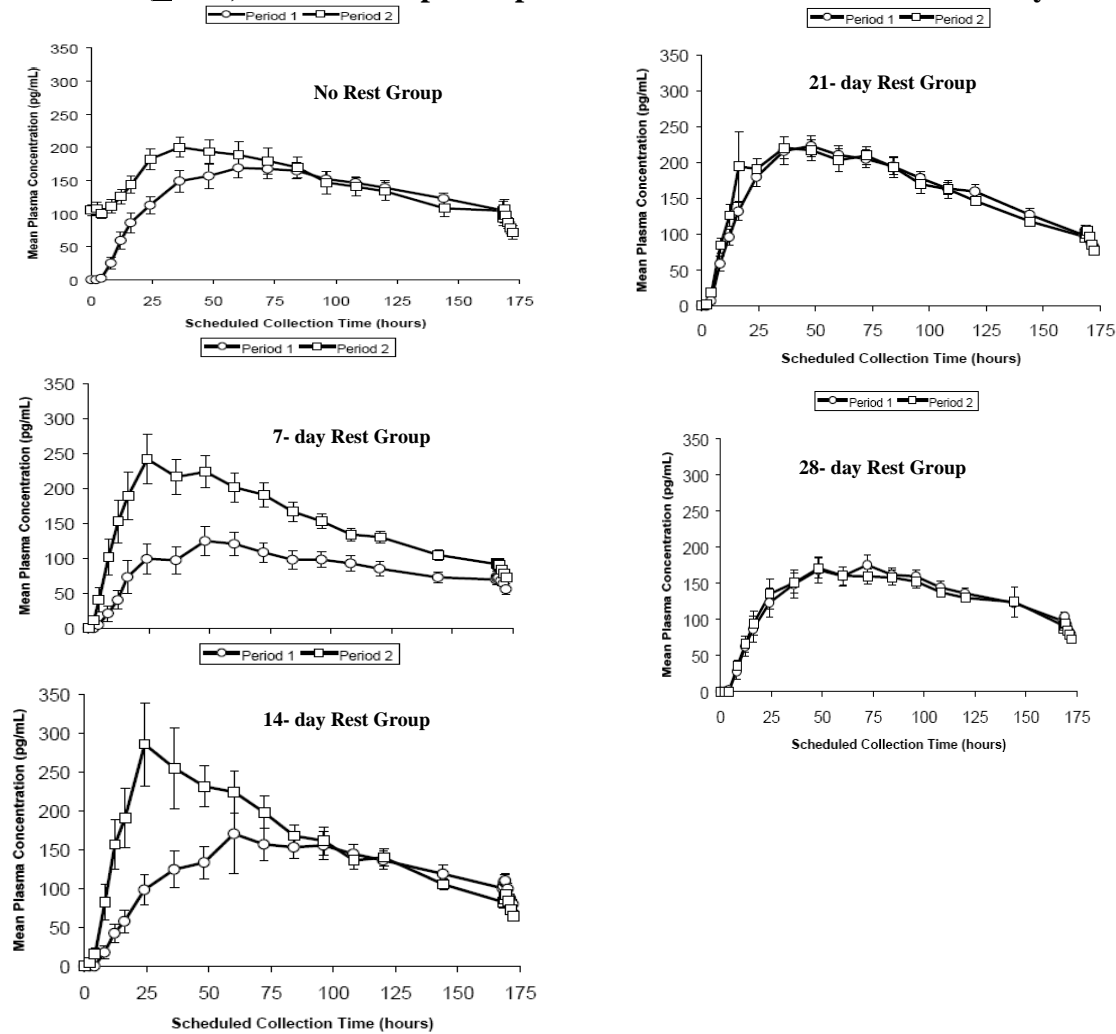 Period 1 Period 2
350
300
250
200
150
100
50
0
Mean Plasma Concentration (pg/mL)
No Rest Group
0 25 50 75 100 125 150 175
Scheduled Collection Time (hours)
Period 1 Period 2
350
300
250
200
150
100
50
0
Mean Plasma Concentration (pg/mL)
7- day Rest Group
Period 1 Period 2
350
300
250
200
150
100
50
0
Mean Plasma Concentration (pg/mL)
14- day Rest Group
0 25 50 75 100 125 150 175
Scheduled Collection Time (hours)
Period 1 Period 2
350
300
250
200
150
100
50
0
Mean Plasma Concentration (pg/mL)
21- day Rest Group
0 25 50 75 100 125 150 175
Scheduled Collection Time (hours)
Period 1 Period 2
350
300
250
200
150
100
50
0
Mean Plasma Concentration (pg/mL)
28- day Rest Group
0 25 50 75 100 125 150 175
Scheduled Collection Time (hours)